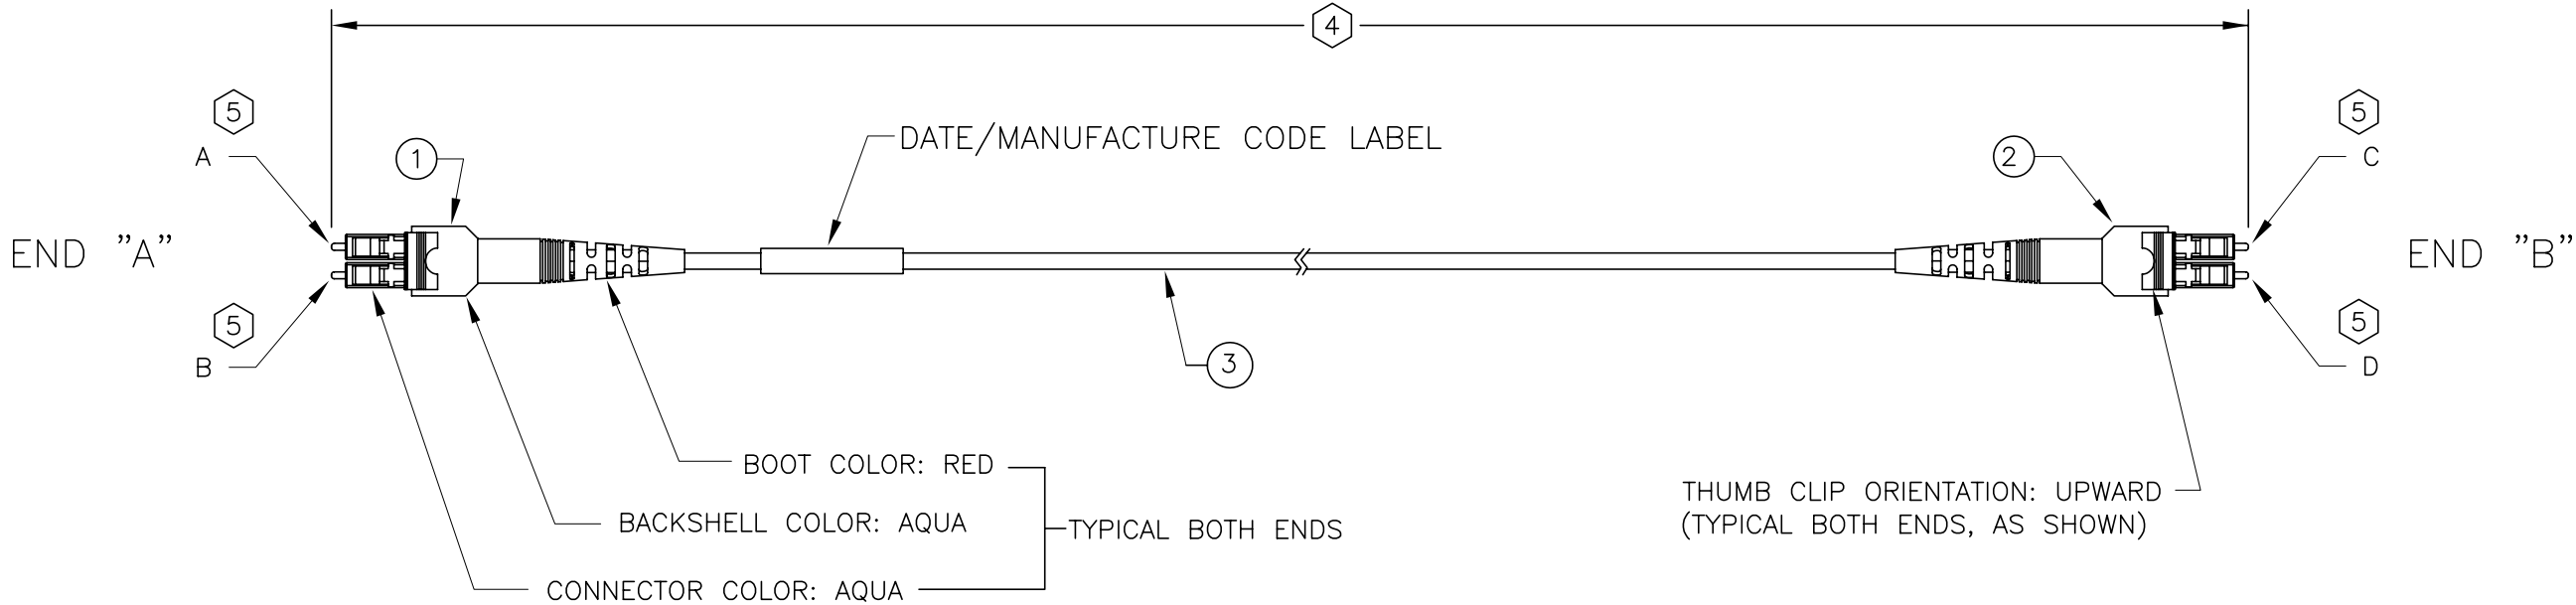 4
5
5
A
1
DATE/MANUFACTURE CODE LABEL
2
C
END "A"
END "B"
5
5
B
3
D
BOOT COLOR: RED
THUMB CLIP ORIENTATION: UPWARD
(TYPICAL BOTH ENDS, AS SHOWN)
BACKSHELL COLOR: AQUA
TYPICAL BOTH ENDS
CONNECTOR COLOR: AQUA